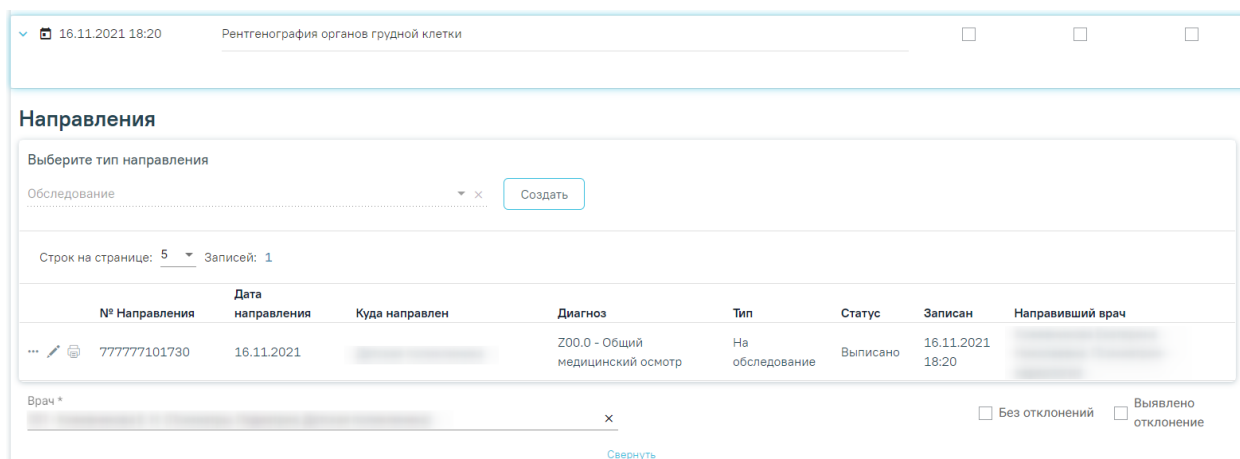 16.11.2021 18:20 Рентгенография органов грудной клетки
Направления
Выберите тип направления
Обследование
Создать
Строк на странице: 5 Записей: 1
№ Направления Дата направления Куда направлен Диагноз Тип Статус Записан Направивший врач
777777101730 16.11.2021 Z00.0 - Общий медицинский осмотр На обследование Выписано 16.11.2021 18:20
Врач *
Без отклонений Выявлено отклонение
Свернуть